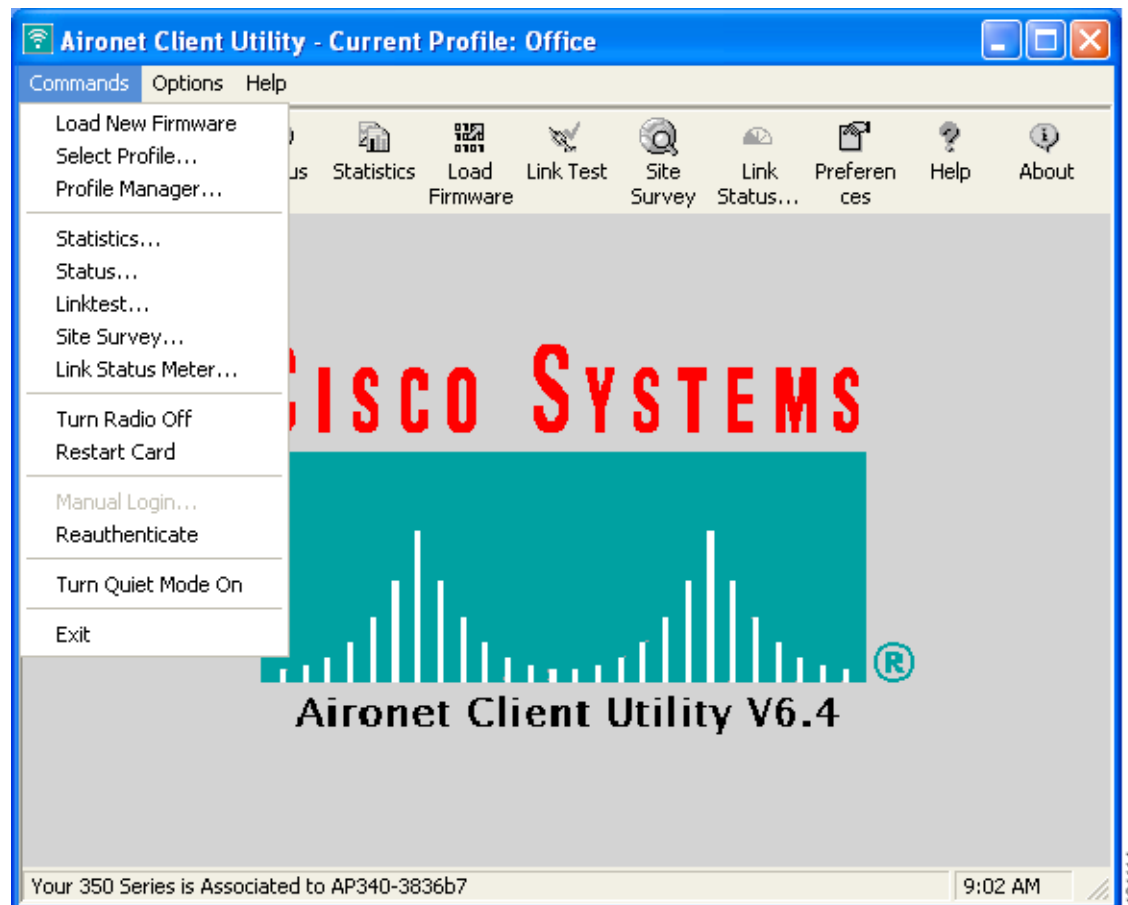 Aironet Client Utility - Current Profile: Office
Commands Options Help
Load New Firmware
Select Profile...
Profile Manager...
Statistics...
Status...
Linktest...
Site Survey...
Link Status Meter...
Turn Radio Off
Restart Card
Manual Login...
Reauthenticate
Turn Quiet Mode On
Exit
us
Statistics
Load
Firmware
Link Test
Site
Survey
Link
Status...
Preferen
ces
Help
About
CISCO SYSTEMS
®
Aironet Client Utility V6.4
Your 350 Series is Associated to AP340-3836b7
9:02 AM